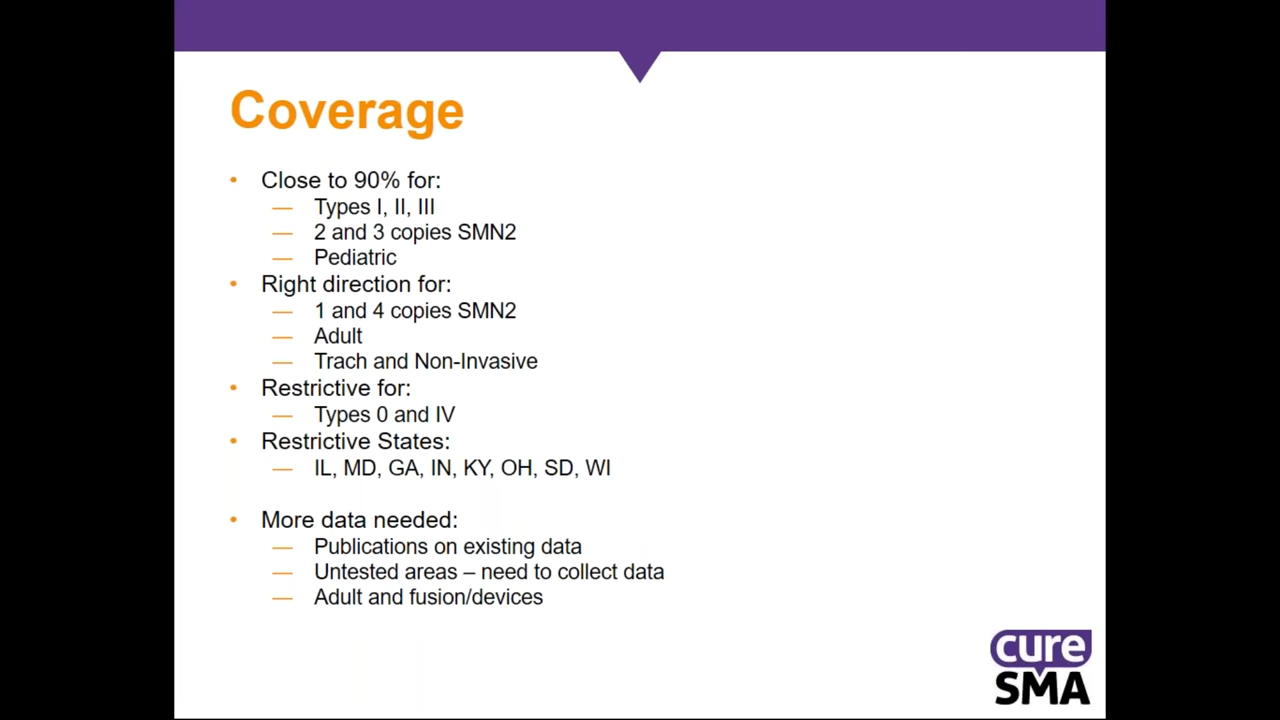 Coverage
• Close to 90% for:
— Types I, II, III
— 2 and 3 copies SMN2
— Pediatric
• Right direction for:
— 1 and 4 copies SMN2
— Adult
— Trach and Non-Invasive
• Restrictive for:
— Types 0 and IV
• Restrictive States:
— IL, MD, GA, IN, KY, OH, SD, WI
• More data needed:
— Publications on existing data
— Untested areas – need to collect data
— Adult and fusion/devices
cure
SMA